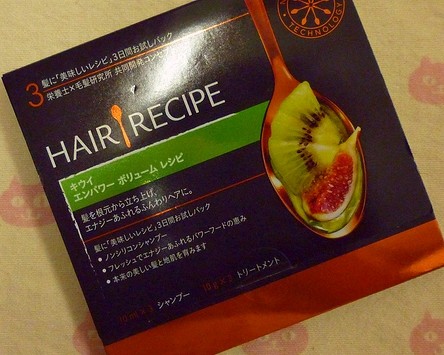 TECHNOLOGY
3
髪に「美味しいレシピ」3日間お試しパック
栄養士×毛髪研究所 共同開発
HAIR RECIPE
キウイ
エンパワー ボリューム レシピ
髪を根元から立ち上げ、
エナジーあふれるふんわりヘアに。
髪に「美味しいレシピ」3日間お試しパック
•ノンシリコンシャンプー
•フレッシュでエナジーあふれるパワーフードの恵み
•本来の美しい髪と地肌を育みます
シャンプー
トリートメント